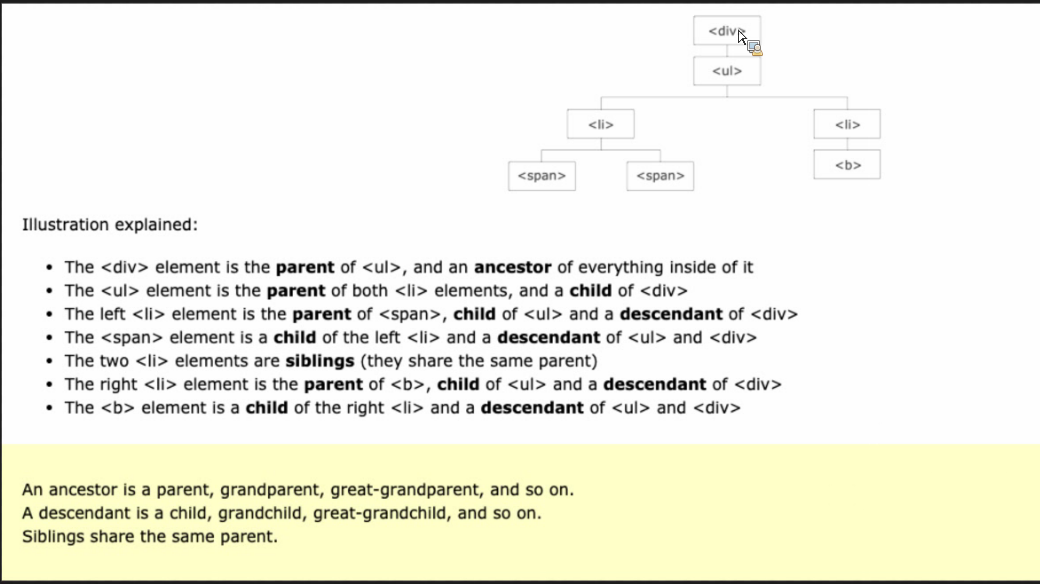 <div>
<ul>
<li> <li>
<span> <span> <b>
Illustration explained:
• The <div> element is the parent of <ul>, and an ancestor of everything inside of it
• The <ul> element is the parent of both <li> elements, and a child of <div>
• The left <li> element is the parent of <span>, child of <ul> and a descendant of <div>
• The <span> element is a child of the left <li> and a descendant of <ul> and <div>
• The two <li> elements are siblings (they share the same parent)
• The right <li> element is the parent of <b>, child of <ul> and a descendant of <div>
• The <b> element is a child of the right <li> and a descendant of <ul> and <div>
An ancestor is a parent, grandparent, great-grandparent, and so on.
A descendant is a child, grandchild, great-grandchild, and so on.
Siblings share the same parent.